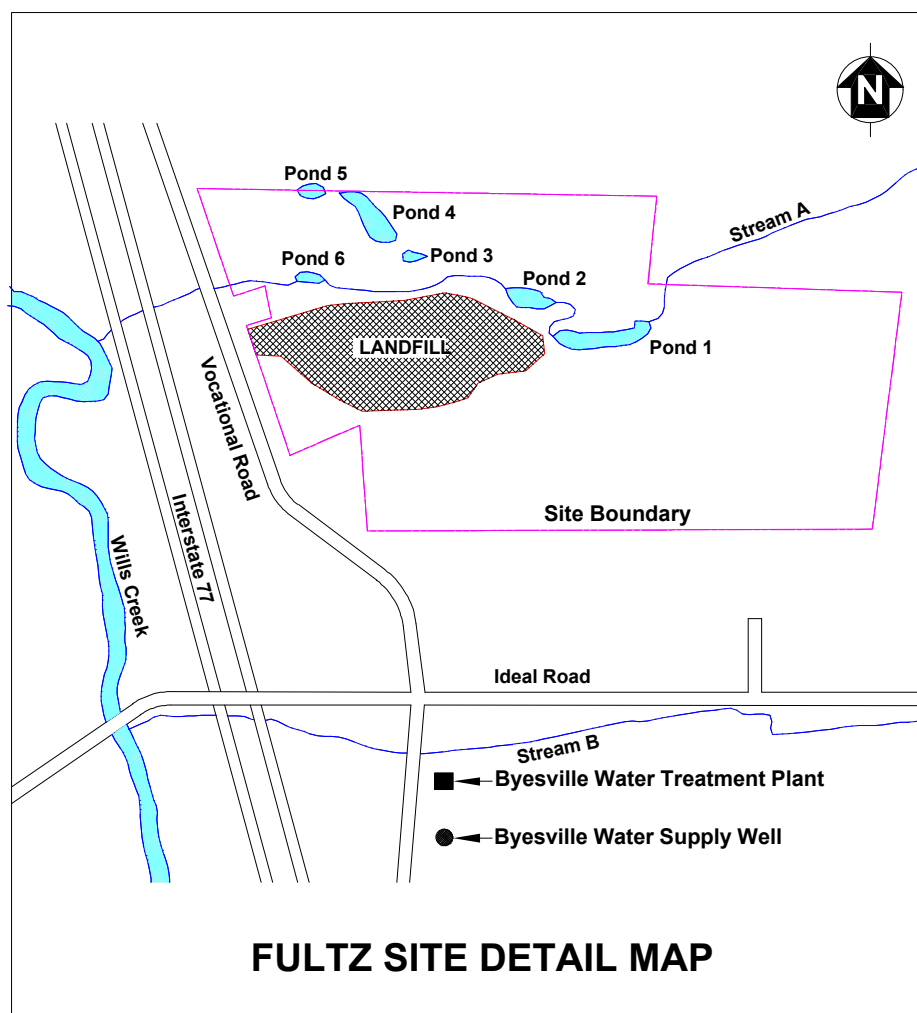 N
Pond 5
Pond 4
Stream A
Pond 3
Pond 6
Pond 2
LANDFILL
Pond 1
Vocational Road
Interstate 77
Site Boundary
Wills Creek
Ideal Road
Stream B
Byesville Water Treatment Plant
Byesville Water Supply Well
FULTZ SITE DETAIL MAP